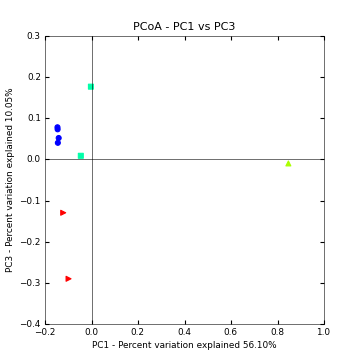 PCoA - PC1 vs PC3
0.3
0.2
0.1
0.0
−0.1
−0.2
−0.3
−0.4
PC3 - Percent variation explained 10.05%
−0.2 0.0 0.2 0.4 0.6 0.8 1.0
PC1 - Percent variation explained 56.10%